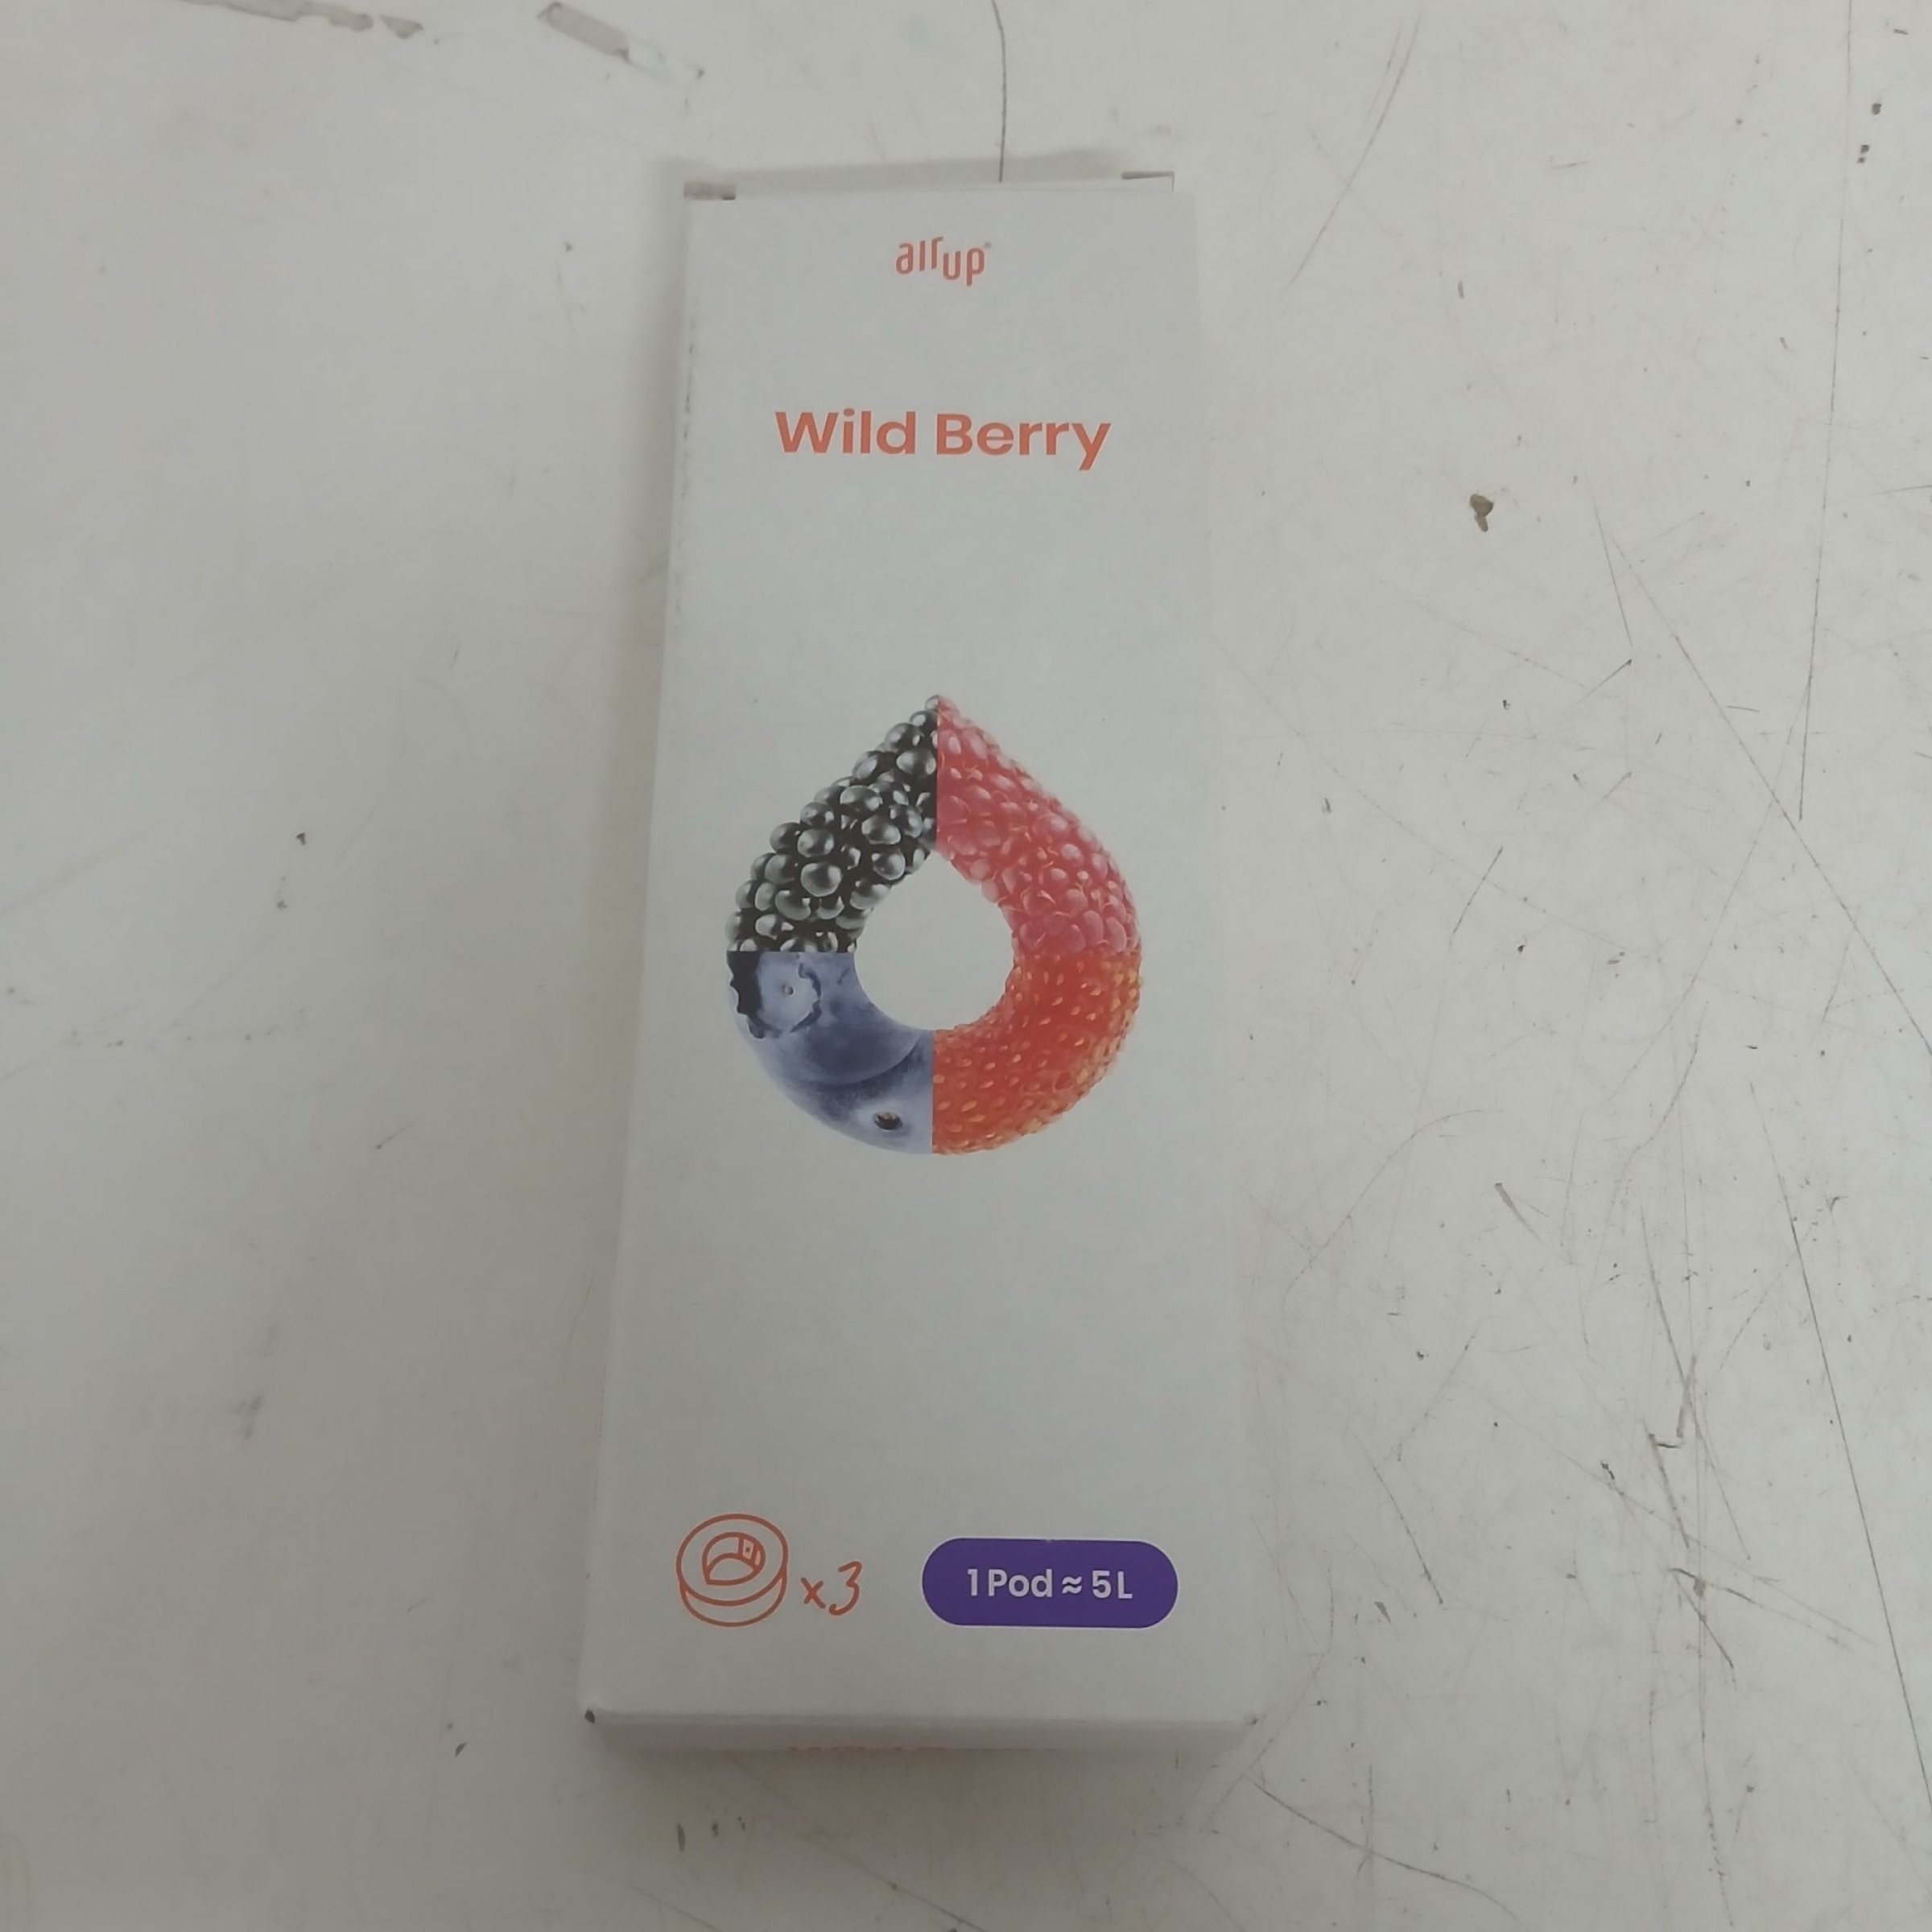 air up
Wild Berry
x3
1 Pod ≈ 5L